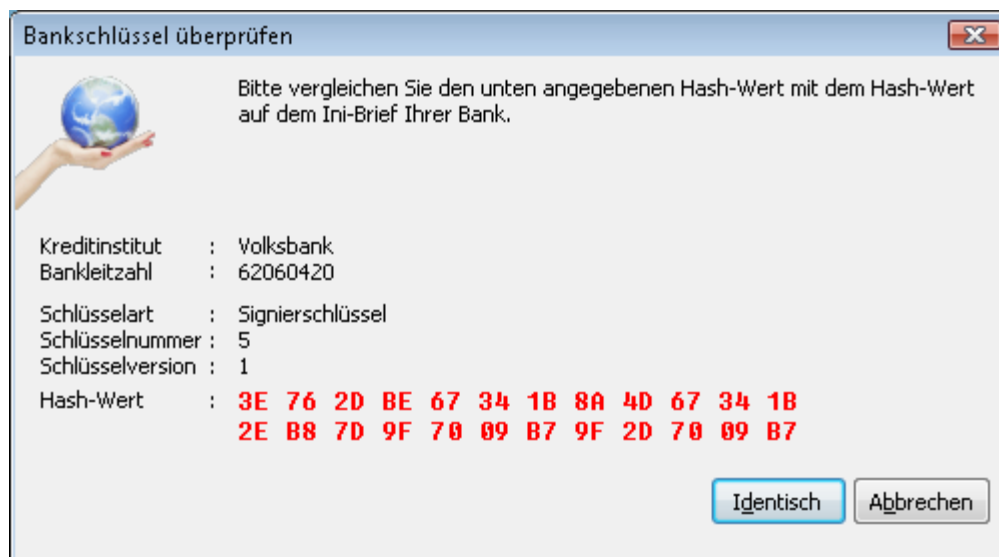 Bankschlüssel überprüfen
Bitte vergleichen Sie den unten angegebenen Hash-Wert mit dem Hash-Wert
auf dem Ini-Brief Ihrer Bank.
Kreditinstitut : Volksbank
Bankleitzahl : 62060420
Schlüsselart : Signierschlüssel
Schlüsselnummer : 5
Schlüsselversion : 1
Hash-Wert : 3E 76 2D BE 67 34 1B 8A 4D 67 34 1B
2E B8 7D 9F 70 09 B7 9F 2D 70 09 B7
Identisch Abbrechen